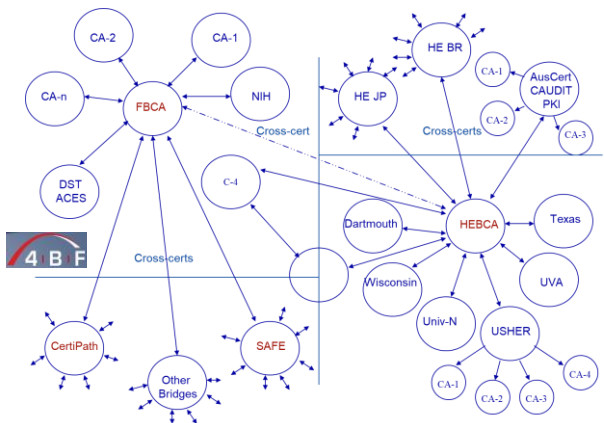 CA-2
CA-1
HE BR
CA-1
AusCert
CAUDIT
PKI
CA-n
FBCA
NIH
HE JP
CA-2
CA-3
Cross-cert
Cross-certs
DST
ACES
C-4
Dartmouth
HEBCA
Texas
4·B·F
Cross-certs
Wisconsin
UVA
Univ-N
USHER
CertiPath
SAFE
Other
Bridges
CA-1
CA-2
CA-3
CA-4